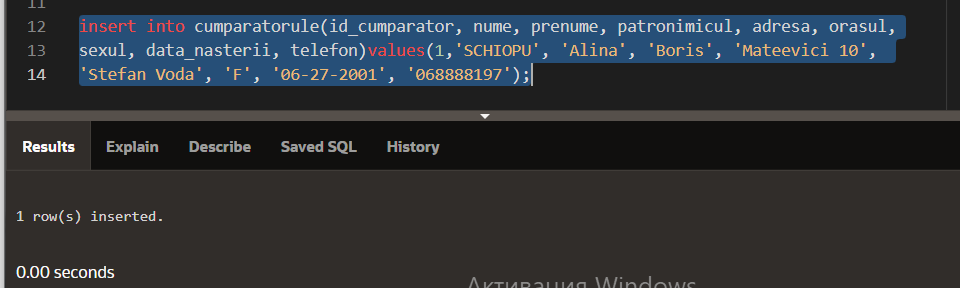 11
12 insert into cumparatorule(id_cumparator, nume, prenume, patronimicul, adresa, orasul,
13 sexul, data_nasterii, telefon)values(1,'SCHIOPU', 'Alina', 'Boris', 'Mateevici 10',
14 'Stefan Voda', 'F', '06-27-2001', '068888197');
Results Explain Describe Saved SQL History
1 row(s) inserted.
0.00 seconds
Активация Windows